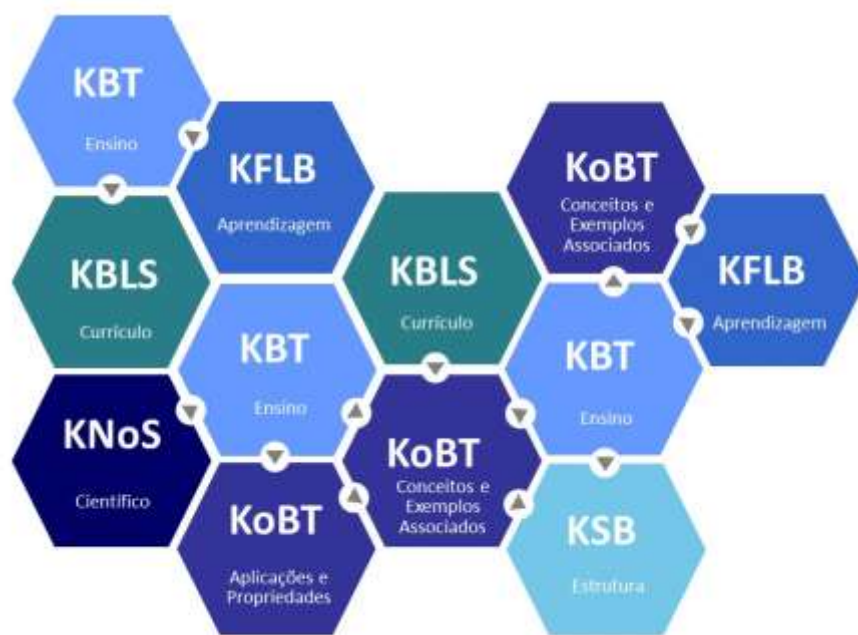 KBT
Ensino
KFLB
Aprendizagem
KoBT
Conceitos e
Exemplos
Associados
KBLS
Currículo
KBLS
Currículo
KFLB
Aprendizagem
KBT
Ensino
KBT
Ensino
KNoS
Científico
KoBT
Conceitos e
Exemplos
Associados
KoBT
Aplicações e
Propriedades
KSB
Estrutura